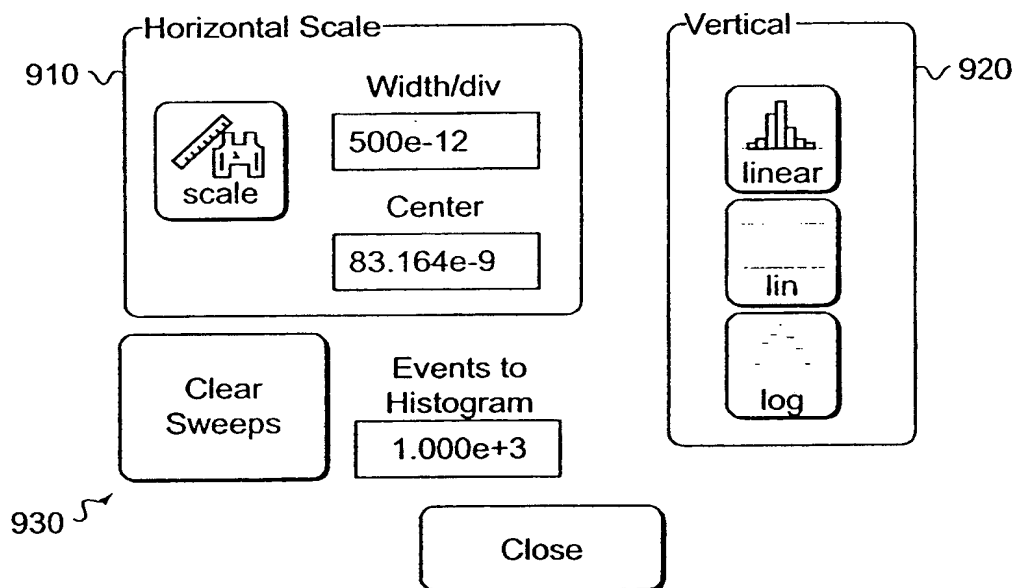 Horizontal Scale
Vertical
910
920
Width/div
500e-12
scale
Center
83.164e-9
linear
lin
log
Clear
Sweeps
Events to
Histogram
1.000e+3
930
Close